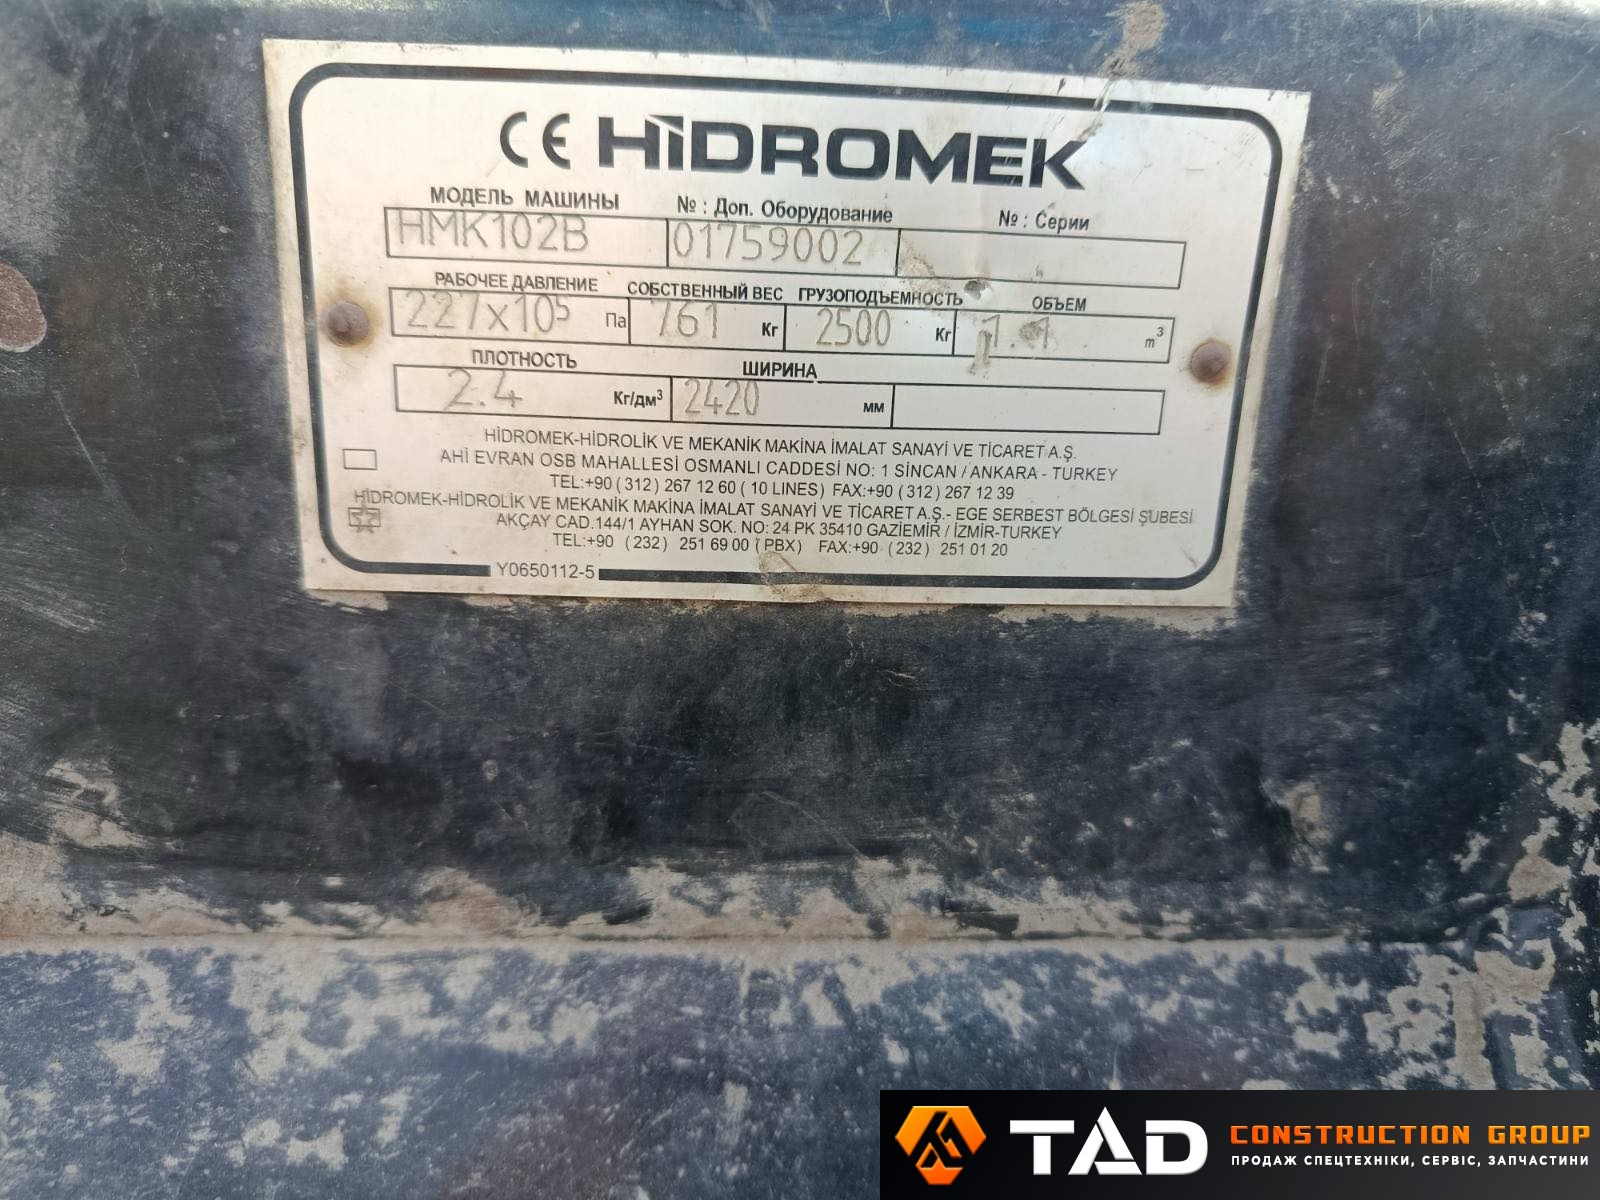 CE HİDROMEK
МОДЕЛЬ МАШИНЫ № : Доп. Оборудование № : Серии
HMK102B 01759002
РАБОЧЕЕ ДАВЛЕНИЕ СОБСТВЕННЫЙ ВЕС ГРУЗОПОДЪЕМНОСТЬ ОБЪЕМ
227x10⁵ Па 761 Кг 2500 Кг 1.1 m³
ПЛОТНОСТЬ ШИРИНА
2.4 Кг/дм³ 2420 мм
HİDROMEK-HİDROLİK VE MEKANİK MAKİNA İMALAT SANAYİ VE TİCARET A.Ş.
AHİ EVRAN OSB MAHALLESİ OSMANLI CADDESİ NO: 1 SİNCAN / ANKARA - TURKEY
TEL:+90 ( 312 ) 267 12 60 ( 10 LINES) FAX:+90 ( 312 ) 267 12 39
HİDROMEK-HİDROLİK VE MEKANİK MAKİNA İMALAT SANAYİ VE TİCARET A.Ş.- EGE SERBEST BÖLGESİ ŞUBESİ
AKÇAY CAD.144/1 AYHAN SOK. NO: 24 PK 35410 GAZİEMİR / İZMİR-TURKEY
TEL:+90 ( 232 ) 251 69 00 ( PBX) FAX:+90 ( 232 ) 251 01 20
Y0650112-5
TAD CONSTRUCTION GROUP
ПРОДАЖ СПЕЦТЕХНІКИ, СЕРВІС, ЗАПЧАСТИНИ